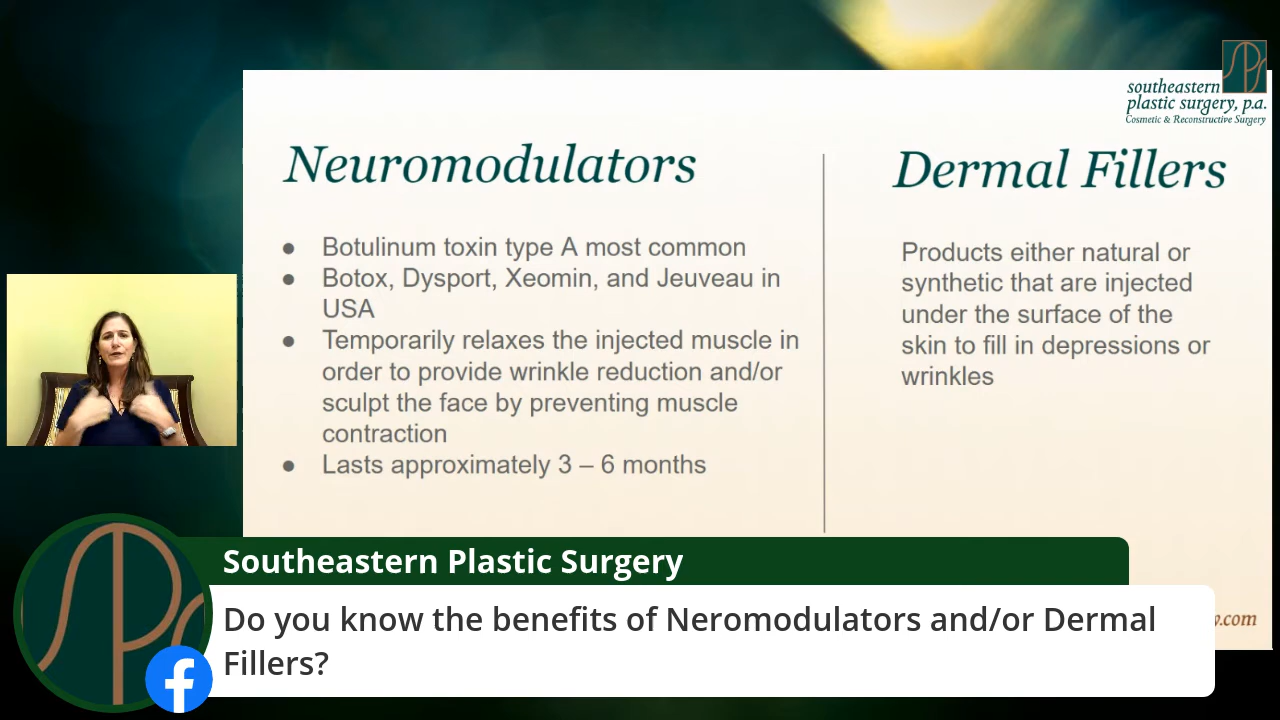 southeastern
plastic surgery, p.a.
Cosmetic & Reconstructive Surgery
Neuromodulators
● Botulinum toxin type A most common
● Botox, Dysport, Xeomin, and Jeuveau in
USA
● Temporarily relaxes the injected muscle in
order to provide wrinkle reduction and/or
sculpt the face by preventing muscle
contraction
● Lasts approximately 3 – 6 months
Dermal Fillers
Products either natural or
synthetic that are injected
under the surface of the
skin to fill in depressions or
wrinkles
Southeastern Plastic Surgery
Do you know the benefits of Neromodulators and/or Dermal
Fillers?
.com